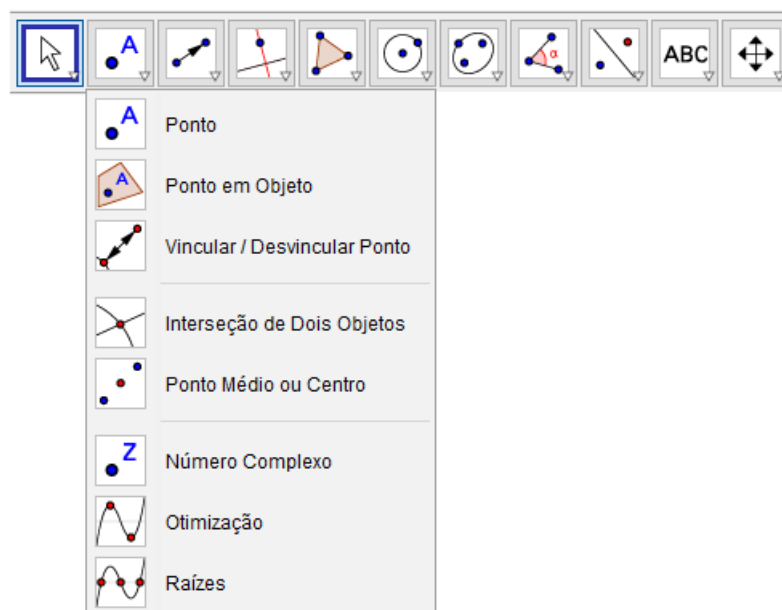 A
α
ABC
A
Ponto
A
Ponto em Objeto
Vincular / Desvincular Ponto
Interseção de Dois Objetos
Ponto Médio ou Centro
Z
Número Complexo
Otimização
Raízes